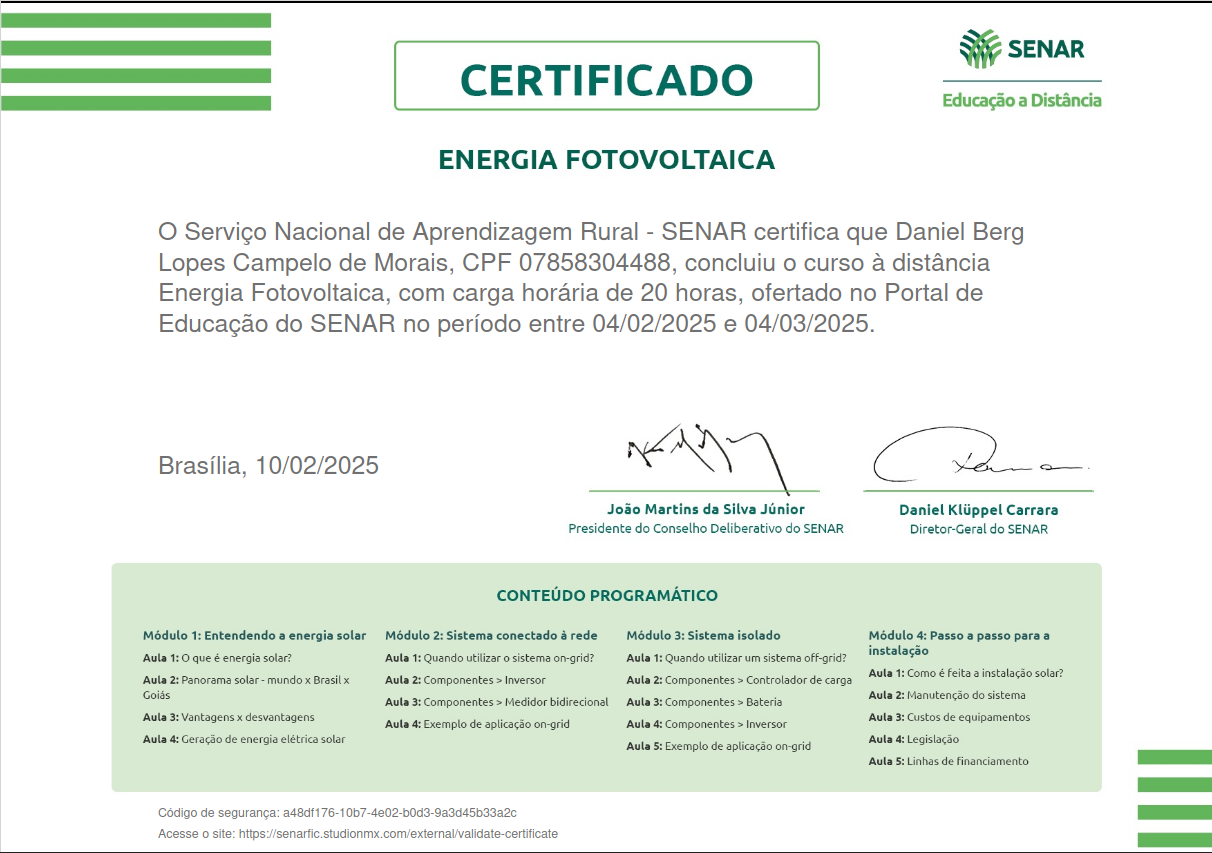 CERTIFICADO
SENAR
Educação a Distância
ENERGIA FOTOVOLTAICA
O Serviço Nacional de Aprendizagem Rural - SENAR certifica que Daniel Berg
Lopes Campelo de Morais, CPF 07858304488, concluiu o curso à distância
Energia Fotovoltaica, com carga horária de 20 horas, ofertado no Portal de
Educação do SENAR no período entre 04/02/2025 e 04/03/2025.
Brasília, 10/02/2025
João Martins da Silva Júnior
Presidente do Conselho Deliberativo do SENAR
Daniel Klüppel Carrara
Diretor-Geral do SENAR
CONTEÚDO PROGRAMÁTICO
Módulo 1: Entendendo a energia solar
Aula 1: O que é energia solar?
Aula 2: Panorama solar - mundo x Brasil x
Goiás
Aula 3: Vantagens x desvantagens
Aula 4: Geração de energia elétrica solar
Módulo 2: Sistema conectado à rede
Aula 1: Quando utilizar o sistema on-grid?
Aula 2: Componentes > Inversor
Aula 3: Componentes > Medidor bidirecional
Aula 4: Exemplo de aplicação on-grid
Módulo 3: Sistema isolado
Aula 1: Quando utilizar um sistema off-grid?
Aula 2: Componentes > Controlador de carga
Aula 3: Componentes > Bateria
Aula 4: Componentes > Inversor
Aula 5: Exemplo de aplicação on-grid
Módulo 4: Passo a passo para a
instalação
Aula 1: Como é feita a instalação solar?
Aula 2: Manutenção do sistema
Aula 3: Custos de equipamentos
Aula 4: Legislação
Aula 5: Linhas de financiamento
Código de segurança: a48df176-10b7-4e02-b0d3-9a3d45b33a2c
Acesse o site: https://senarfic.studionmx.com/external/validate-certificate